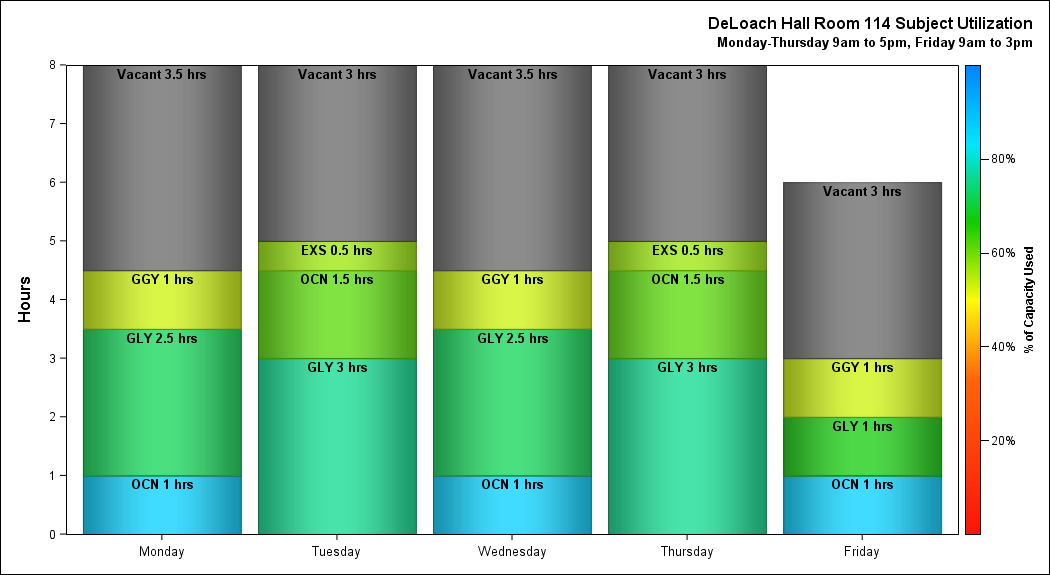 DeLoach Hall Room 114 Subject Utilization
Monday-Thursday 9am to 5pm, Friday 9am to 3pm
Hours
8
7
6
5
4
3
2
1
0
Vacant 3.5 hrs
GGY 1 hrs
GLY 2.5 hrs
OCN 1 hrs
Monday
Vacant 3 hrs
EXS 0.5 hrs
OCN 1.5 hrs
GLY 3 hrs
Tuesday
Vacant 3.5 hrs
GGY 1 hrs
GLY 2.5 hrs
OCN 1 hrs
Wednesday
Vacant 3 hrs
EXS 0.5 hrs
OCN 1.5 hrs
GLY 3 hrs
Thursday
Vacant 3 hrs
GGY 1 hrs
GLY 1 hrs
OCN 1 hrs
Friday
80%
60%
40%
20%
% of Capacity Used